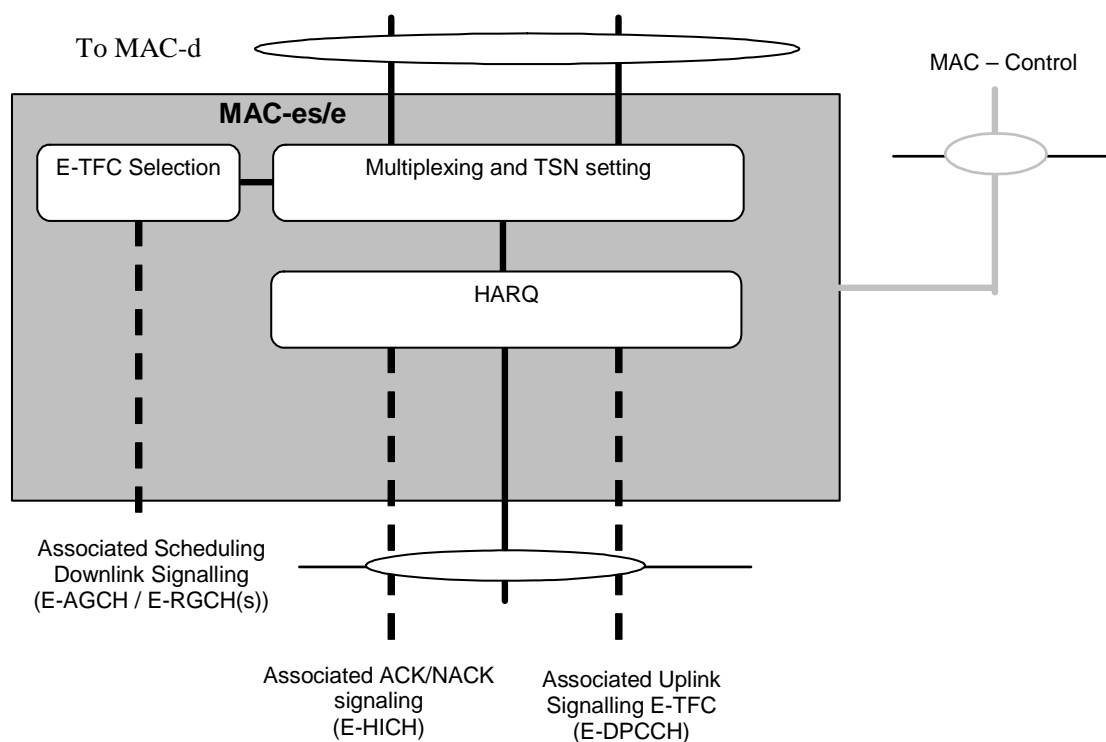 To MAC-d
MAC – Control
MAC-es/e
E-TFC Selection
Multiplexing and TSN setting
HARQ
Associated Scheduling
Downlink Signalling
(E-AGCH / E-RGCH(s))
Associated ACK/NACK
signaling
(E-HICH)
Associated Uplink
Signalling E-TFC
(E-DPCCH)